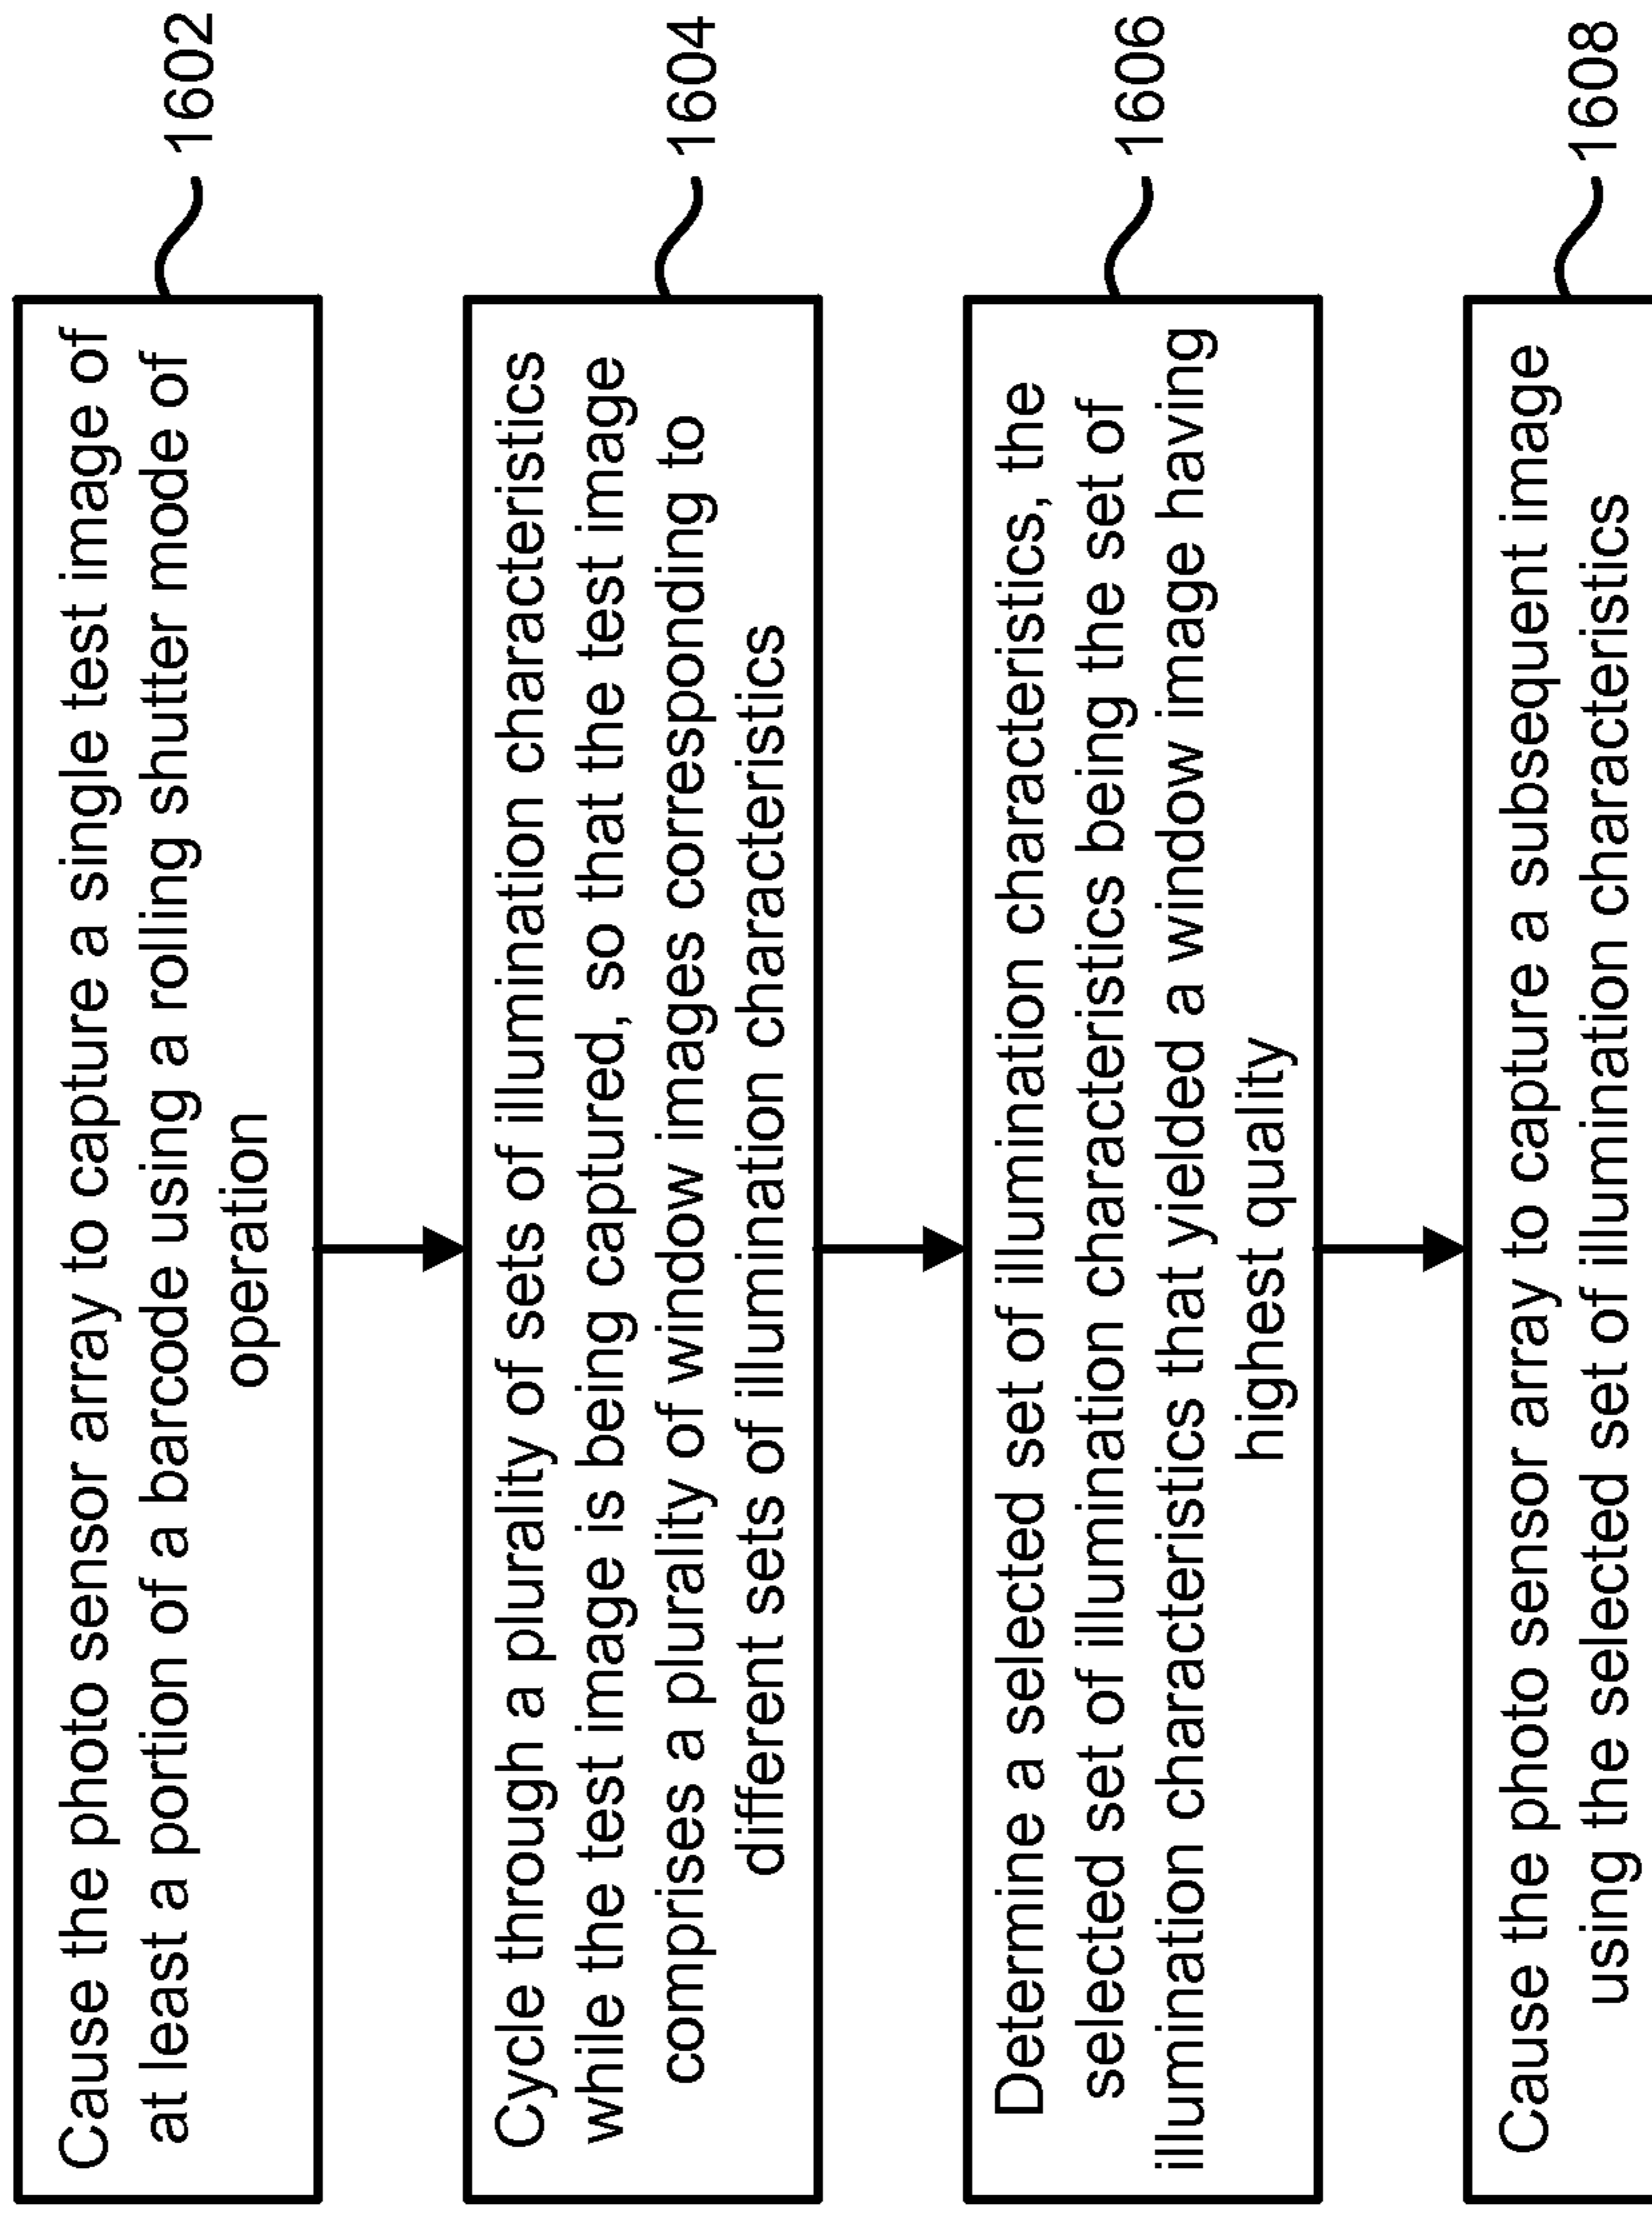 Cause the photo sensor array to capture a single test image of
at least a portion of a barcode using a rolling shutter mode of
operation
1602
Cycle through a plurality of sets of illumination characteristics
while the test image is being captured, so that the test image
comprises a plurality of window images corresponding to
different sets of illumination characteristics
1604
Determine a selected set of illumination characteristics, the
selected set of illumination characteristics being the set of
illumination characteristics that yielded a window image having
highest quality
1606
Cause the photo sensor array to capture a subsequent image
using the selected set of illumination characteristics
1608